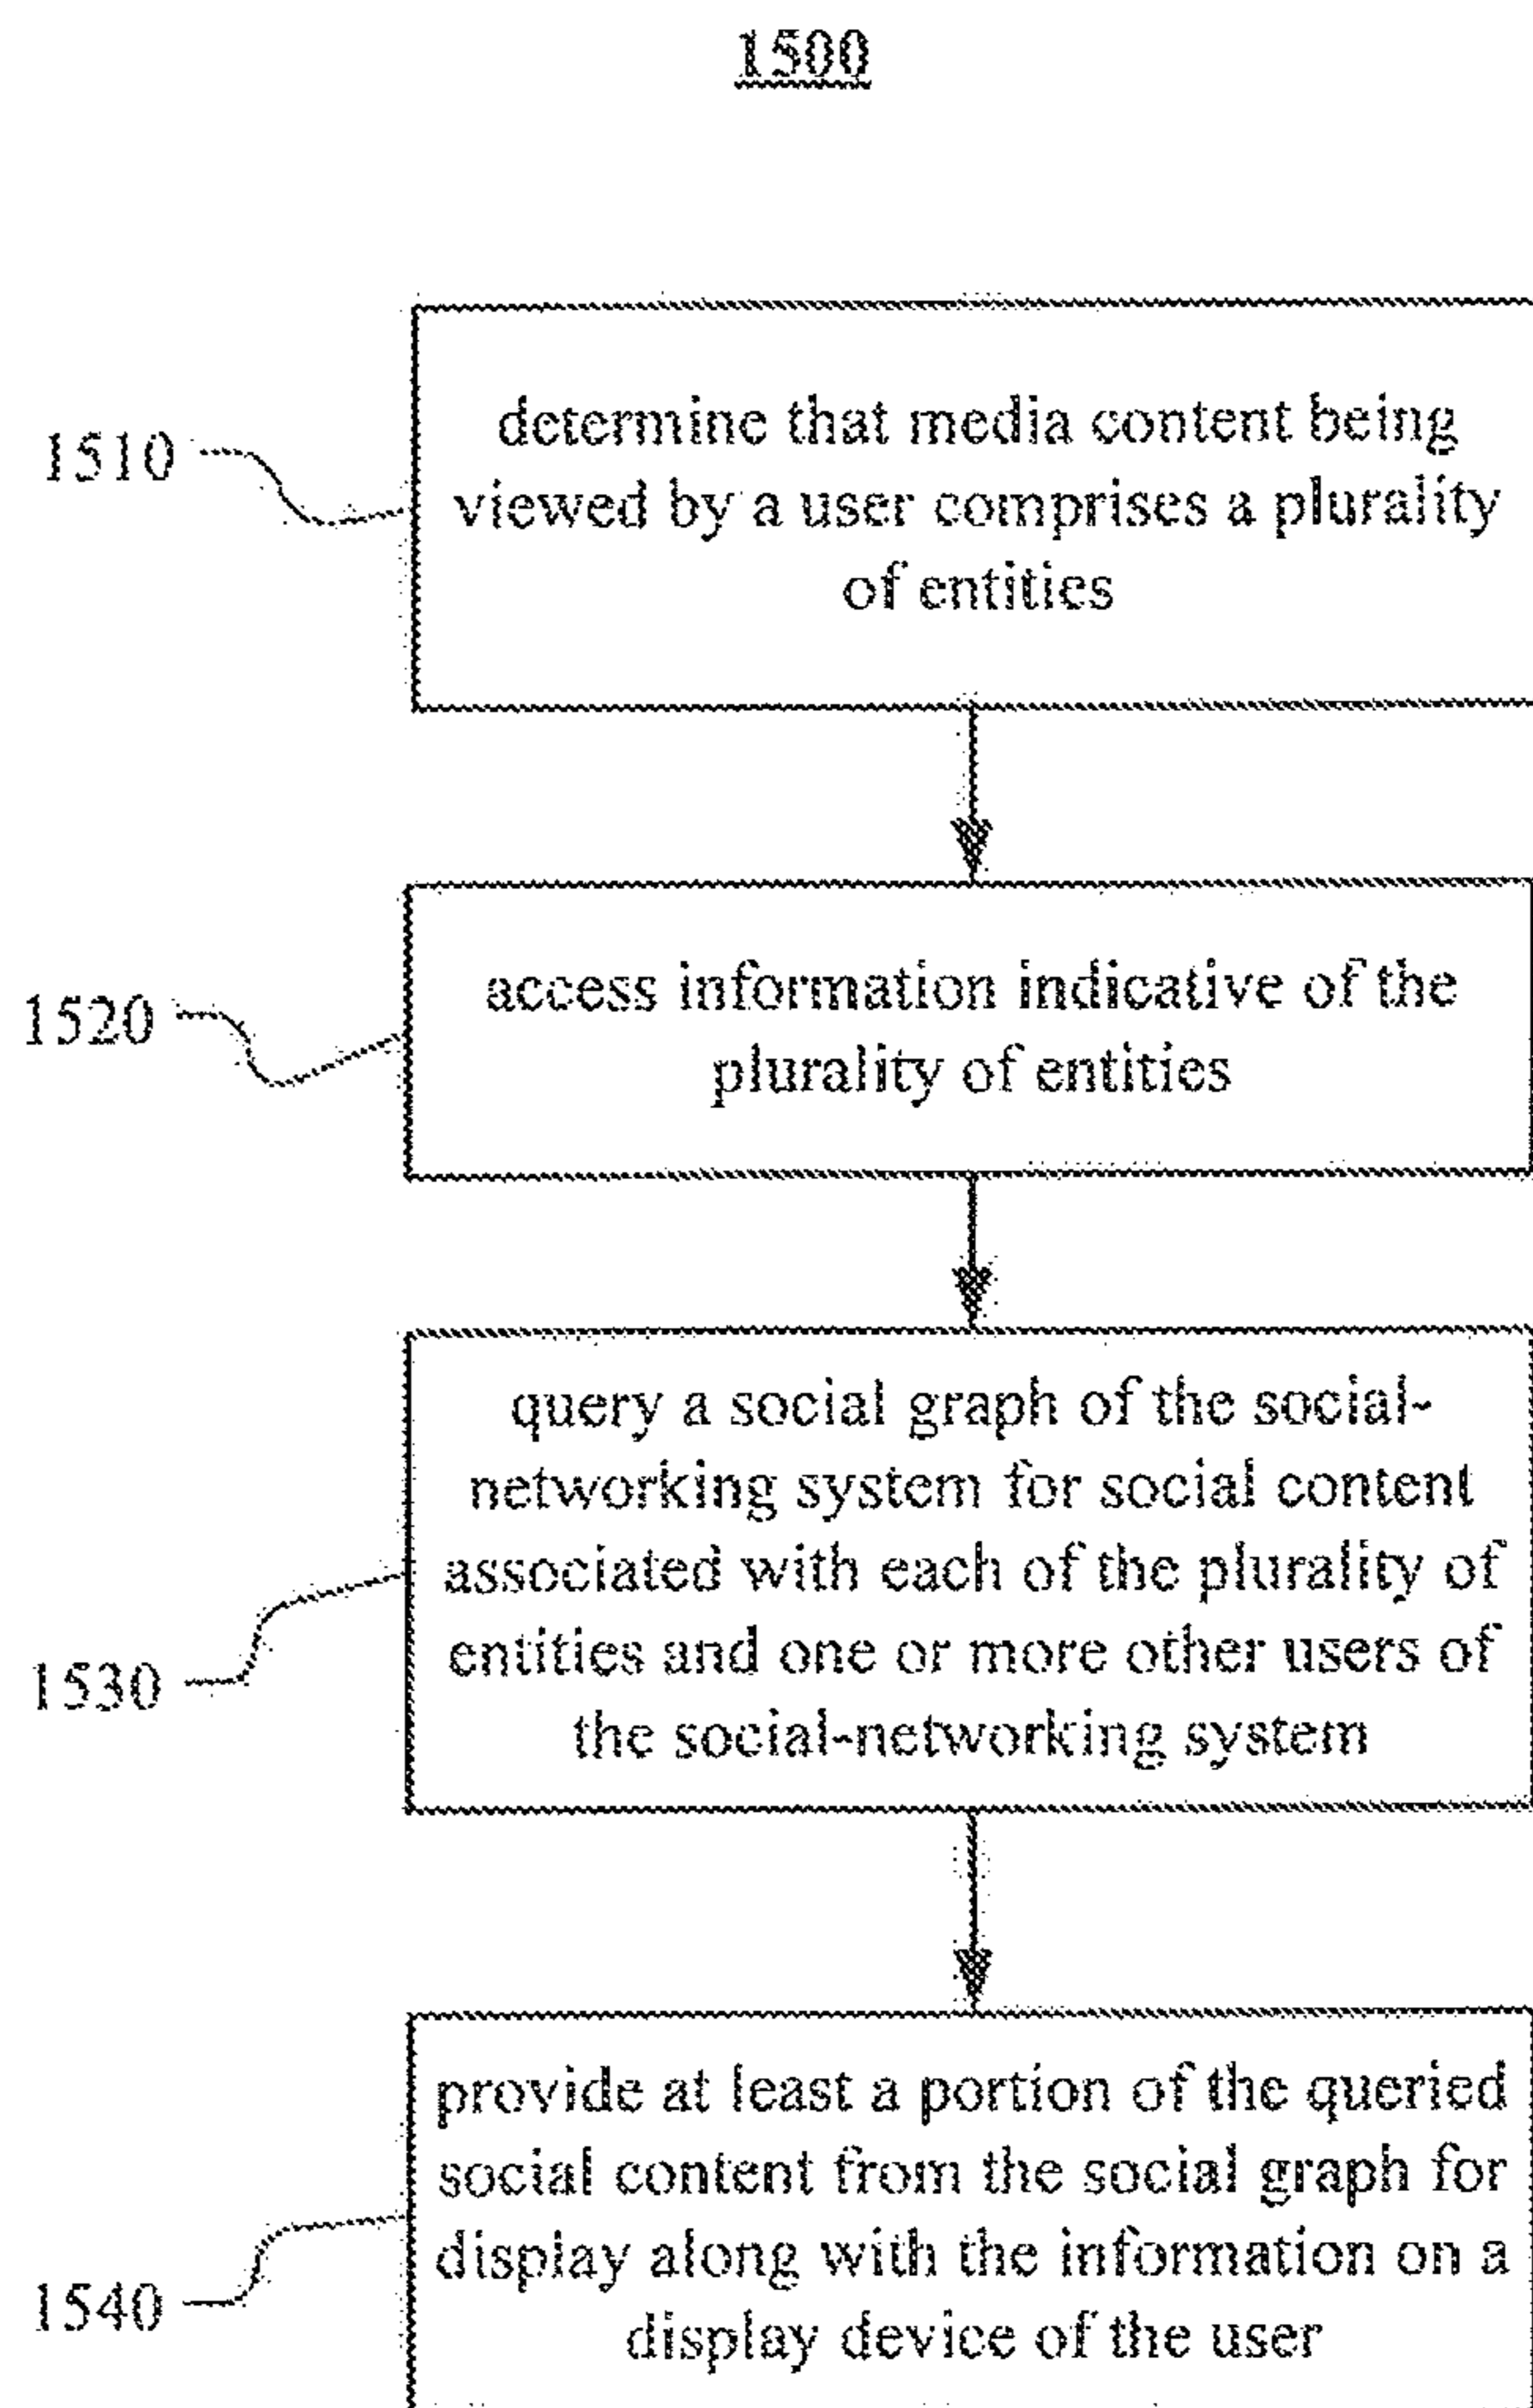 1500
1510
determine that media content being
viewed by a user comprises a plurality
of entities
1520
access information indicative of the
plurality of entities
1530
query a social graph of the social-
networking system for social content
associated with each of the plurality of
entities and one or more other users of
the social-networking system
1540
provide at least a portion of the queried
social content from the social graph for
display along with the information on a
display device of the user